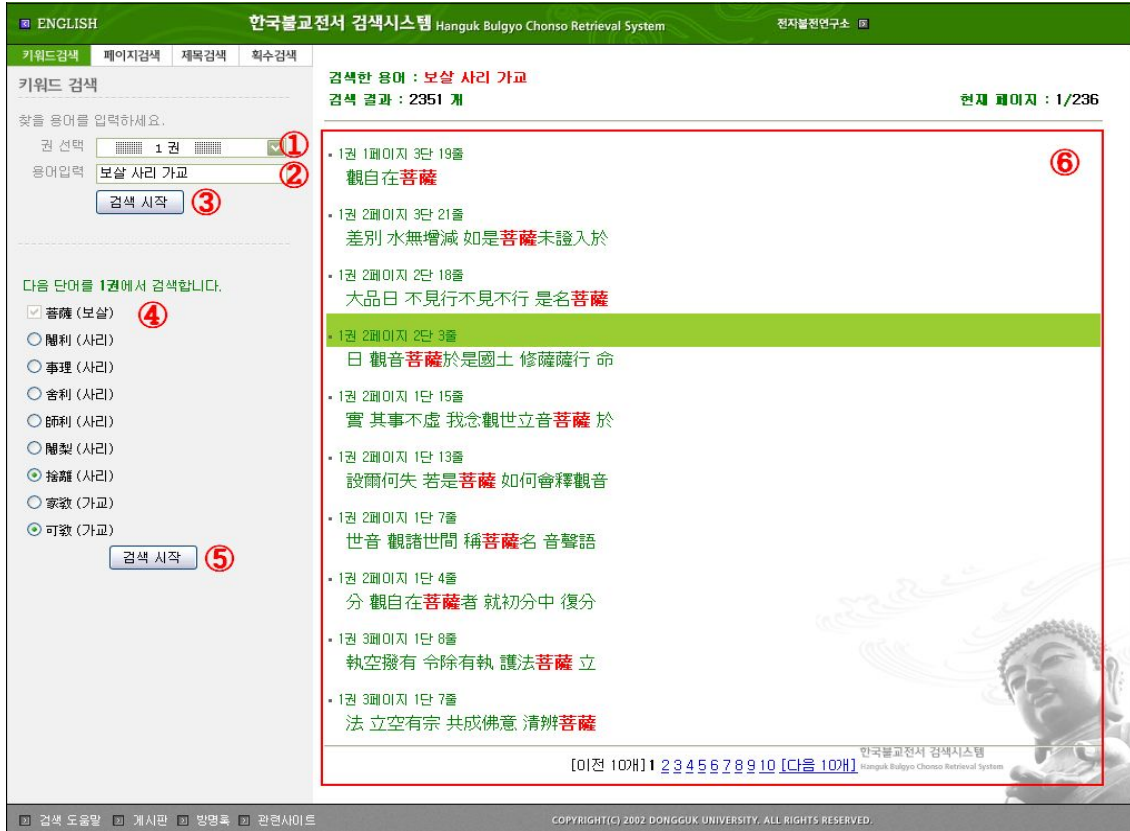 ENGLISH
한국불교전서 검색시스템 Hanguk Bulgyo Chonso Retrieval System
전자불전연구소
키워드검색 페이지검색 제목검색 획수검색
키워드 검색
찾을 용어를 입력하세요.
권 선택 1 권 ①
용어입력 보살 사리 가교 ②
검색 시작 ③
다음 단어를 1권에서 검색합니다.
菩薩 (보살) ④
闍利 (사리)
事理 (사리)
舍利 (사리)
師利 (사리)
闍梨 (사리)
捨離 (사리)
家敎 (가교)
可敎 (가교)
검색 시작 ⑤
검색한 용어 : 보살 사리 가교
검색 결과 : 2351 개
현재 페이지 : 1/236
⑥
1권 1페이지 3단 19줄
觀自在菩薩
1권 2페이지 3단 21줄
差別 水無增減 如是菩薩未證入於
1권 2페이지 2단 18줄
大品日 不見行不見不行 是名菩薩
1권 2페이지 2단 3줄
日 觀音菩薩於是國土 修薩薩行 命
1권 2페이지 1단 15줄
實 其事不虛 我念觀世立音菩薩 於
1권 2페이지 1단 13줄
設爾何失 若是菩薩 如何會釋觀音
1권 2페이지 1단 7줄
世音 觀諸世間 稱菩薩名 音聲語
1권 2페이지 1단 4줄
分 觀自在菩薩者 就初分中 復分
1권 3페이지 1단 8줄
執空撥有 令除有執 護法菩薩 立
1권 3페이지 1단 7줄
法 立空有宗 共成佛意 清辨菩薩
[이전 10개] 1 2 3 4 5 6 7 8 9 10 [다음 10개]
한국불교전서 검색시스템
Hanguk Bulgyo Chonso Retrieval System
검색 도움말 게시판 방명록 관련사이트
COPYRIGHT(C) 2002 DONGGUK UNIVERSITY, ALL RIGHTS RESERVED.